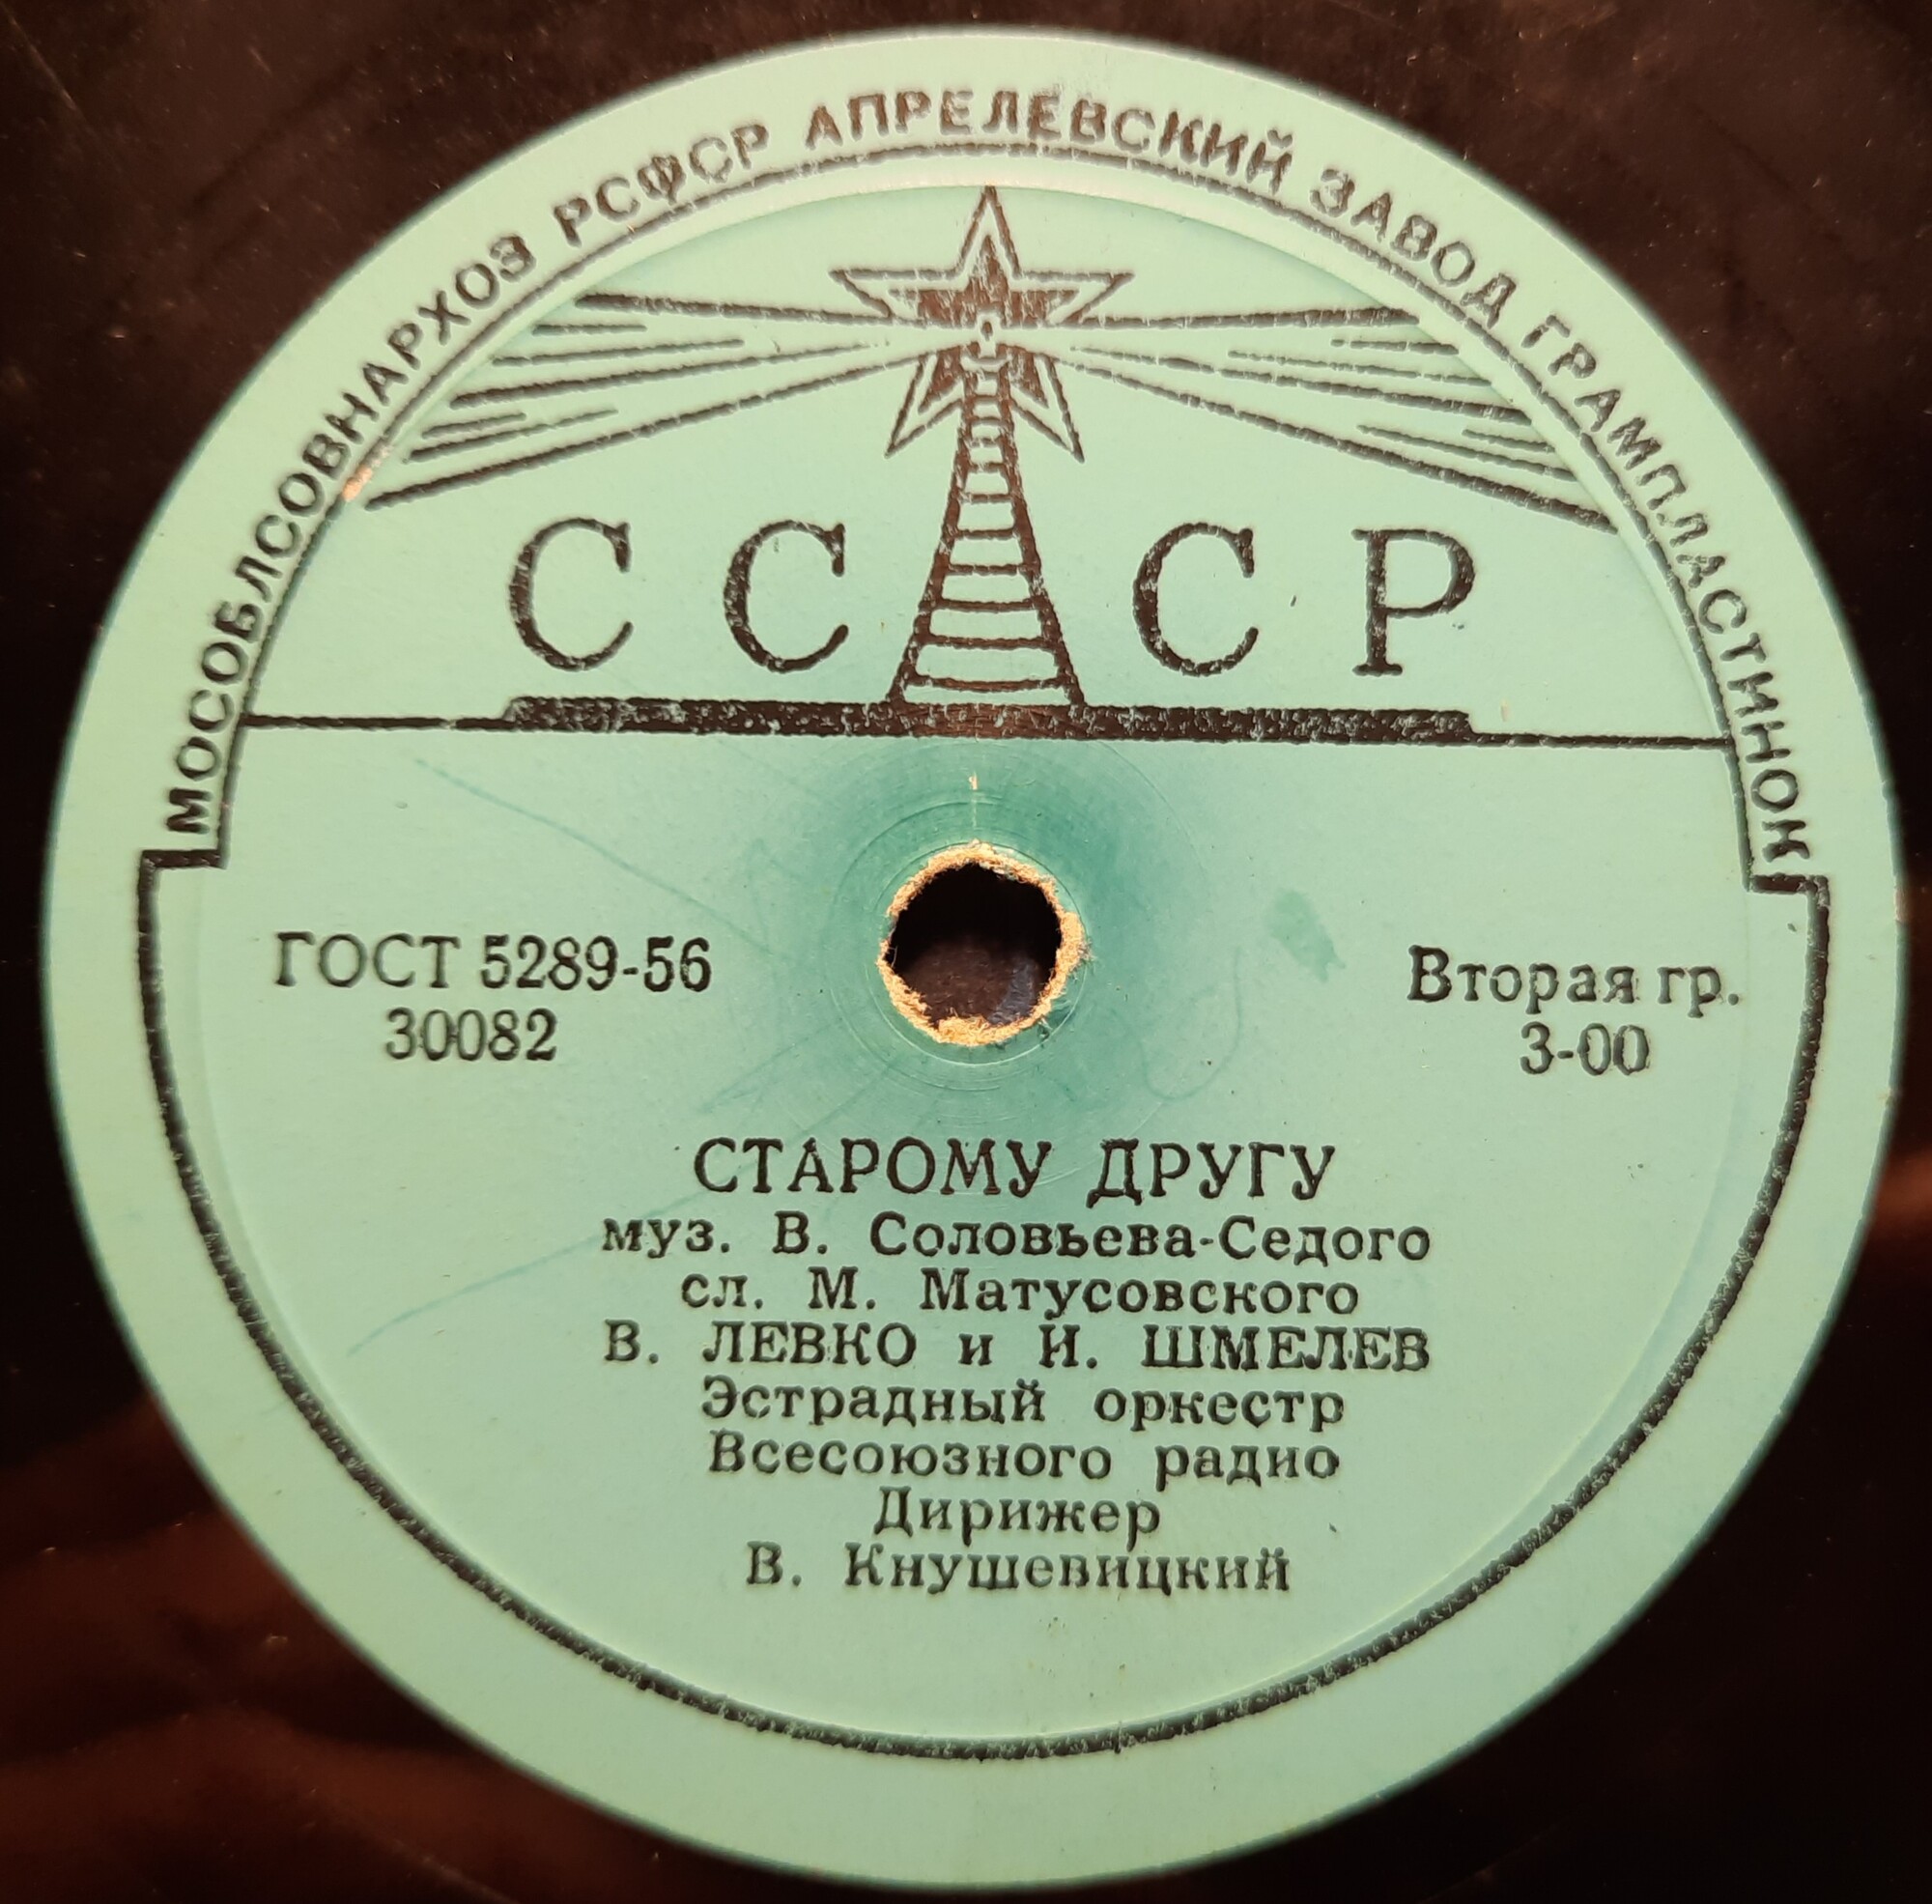 МОСОБЛСОВНАРХОЗ РСФСР АПРЕЛЕВСКИЙ ЗАВОД ГРАМПЛАСТИНОК
СССР
ГОСТ 5289-56
30082
Вторая гр.
3-00
СТАРОМУ ДРУГУ
муз. В. Соловьева-Седого
сл. М. Матусовского
В. ЛЕВКО и И. ШМЕЛЕВ
Эстрадный оркестр
Всесоюзного радио
Дирижер
В. Кнушевицкий